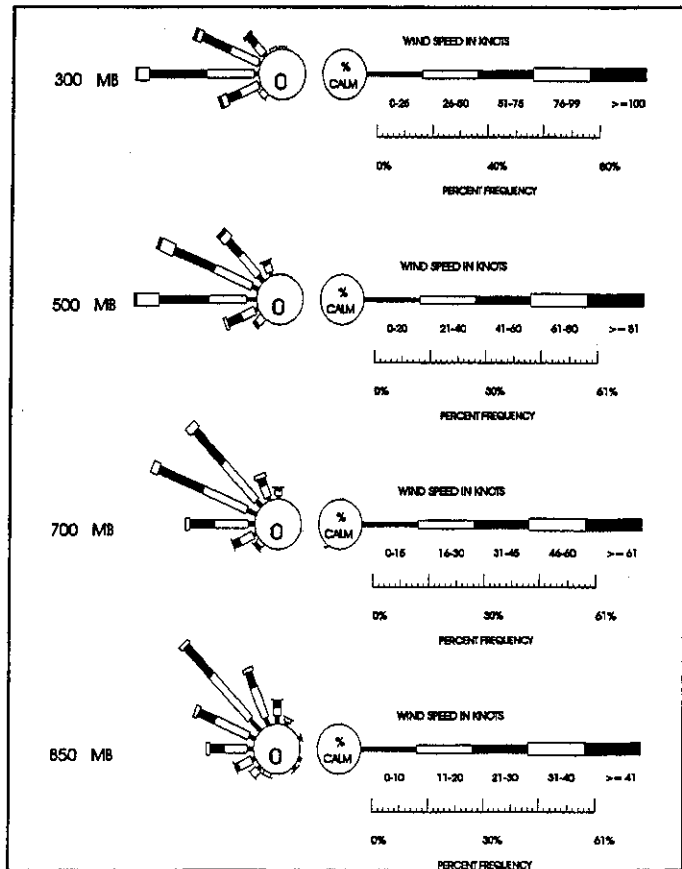 WIND SPEED IN KNOTS
300 MB
0
%
CALM
0-25 26-50 51-75 76-99 >=100
0% 40% 80%
PERCENT FREQUENCY
WIND SPEED IN KNOTS
500 MB
0
%
CALM
0-20 21-40 41-60 61-80 >=81
0% 30% 61%
PERCENT FREQUENCY
WIND SPEED IN KNOTS
700 MB
0
%
CALM
0-15 16-30 31-45 46-60 >=61
0% 30% 61%
PERCENT FREQUENCY
WIND SPEED IN KNOTS
850 MB
0
%
CALM
0-10 11-20 21-30 31-40 >=41
0% 30% 61%
PERCENT FREQUENCY